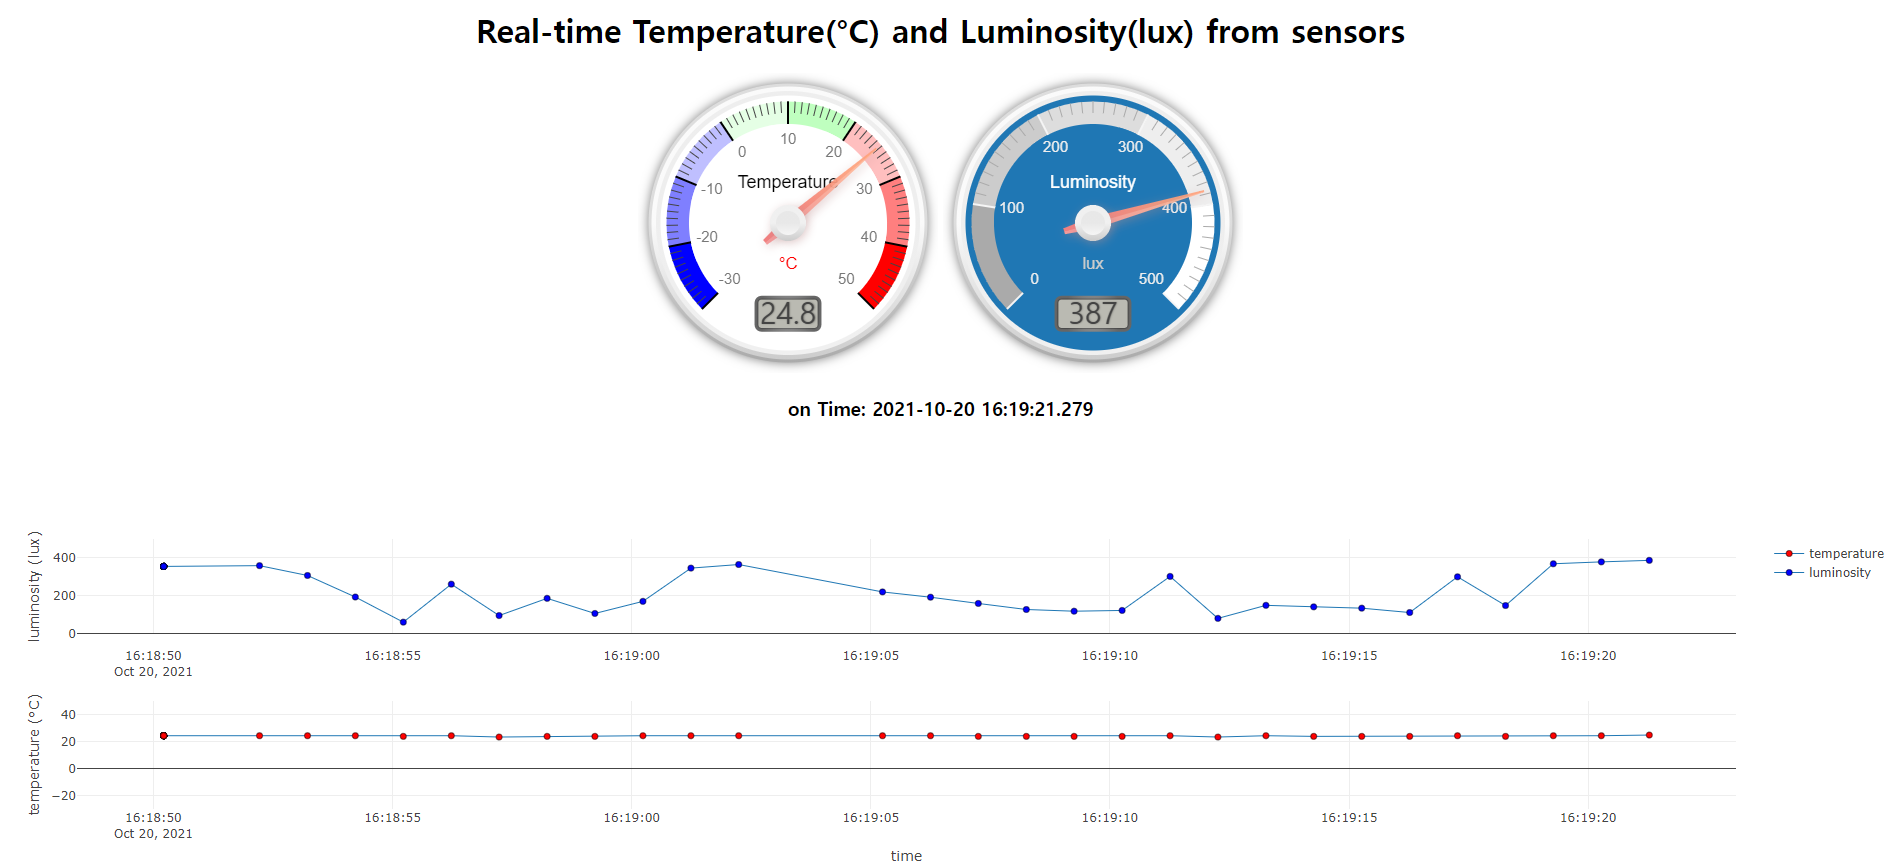 Real-time Temperature(°C) and Luminosity(lux) from sensors
-30 -20 -10 0 10 20 30 40 50
Temperature
°C
24.8
0 100 200 300 400 500
Luminosity
lux
387
on Time: 2021-10-20 16:19:21.279
luminosity (lux)
400
200
0
16:18:50 16:18:55 16:19:00 16:19:05 16:19:10 16:19:15 16:19:20
Oct 20, 2021
temperature
luminosity
temperature (°C)
40
20
0
−20
16:18:50 16:18:55 16:19:00 16:19:05 16:19:10 16:19:15 16:19:20
Oct 20, 2021
time